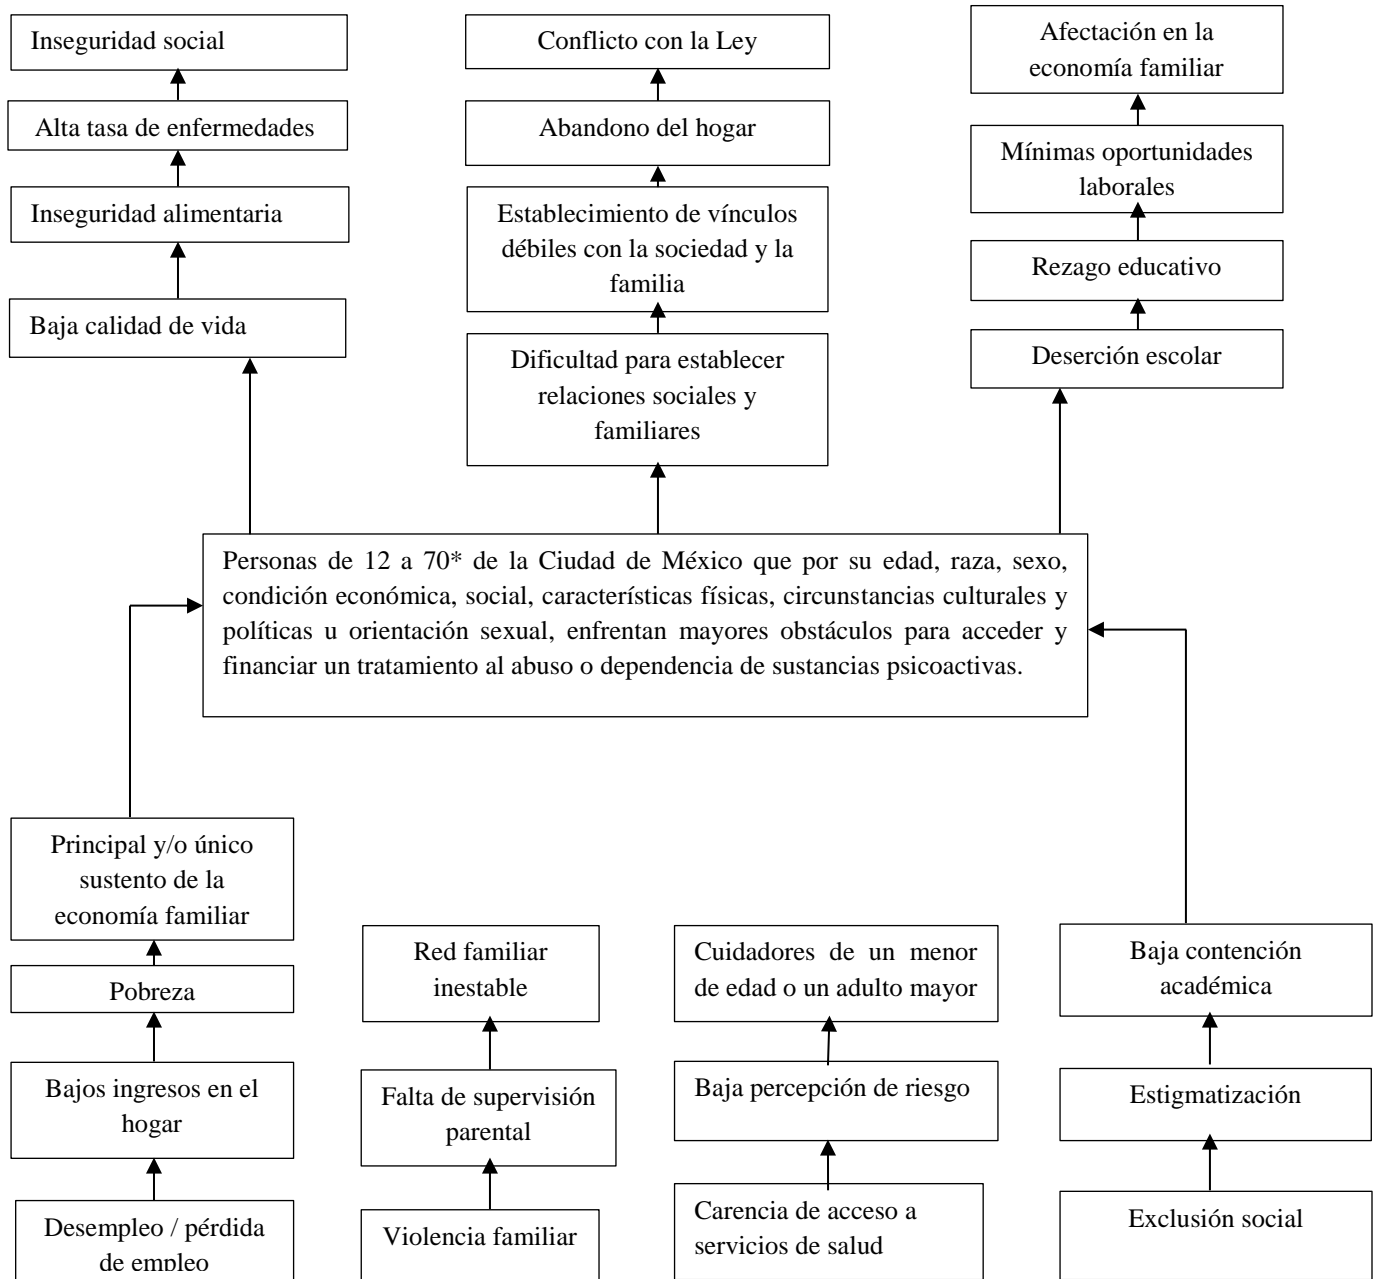 Inseguridad social
Conflicto con la Ley
Afectación en la
economía familiar
Alta tasa de enfermedades
Abandono del hogar
Mínimas oportunidades
laborales
Inseguridad alimentaria
Establecimiento de vínculos
débiles con la sociedad y la
familia
Rezago educativo
Baja calidad de vida
Dificultad para establecer
relaciones sociales y
familiares
Deserción escolar
Personas de 12 a 70* de la Ciudad de México que por su edad, raza, sexo,
condición económica, social, características físicas, circunstancias culturales y
políticas u orientación sexual, enfrentan mayores obstáculos para acceder y
financiar un tratamiento al abuso o dependencia de sustancias psicoactivas.
Principal y/o único
sustento de la
economía familiar
Red familiar
inestable
Cuidadores de un menor
de edad o un adulto mayor
Baja contención
académica
Pobreza
Bajos ingresos en el
hogar
Falta de supervisión
parental
Baja percepción de riesgo
Estigmatización
Desempleo / pérdida
de empleo
Violencia familiar
Carencia de acceso a
servicios de salud
Exclusión social